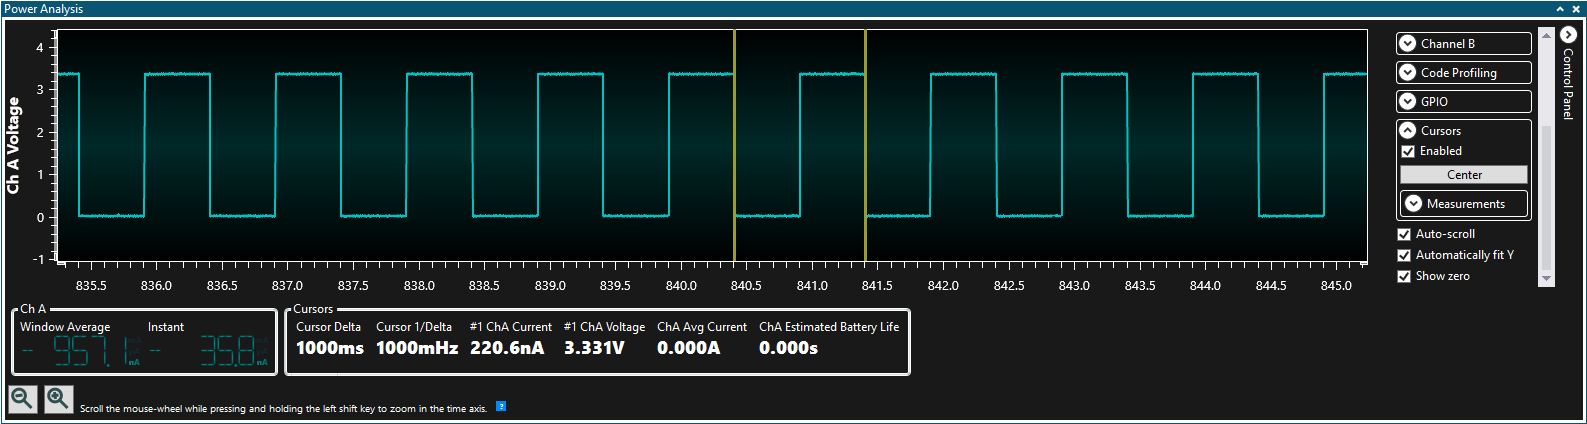 Power Analysis
Ch A Voltage
4
3
2
1
0
-1
835.5 836.0 836.5 837.0 837.5 838.0 838.5 839.0 839.5 840.0 840.5 841.0 841.5 842.0 842.5 843.0 843.5 844.0 844.5 845.0
Channel B
Code Profiling
GPIO
Cursors
Enabled
Center
Measurements
Auto-scroll
Automatically fit Y
Show zero
Control Panel
Ch A
Window Average Instant
- 957.1 nA - 35.8 nA
Cursors
Cursor Delta Cursor 1/Delta #1 ChA Current #1 ChA Voltage ChA Avg Current ChA Estimated Battery Life
1000ms 1000mHz 220.6nA 3.331V 0.000A 0.000s
Scroll the mouse-wheel while pressing and holding the left shift key to zoom in the time axis. ?